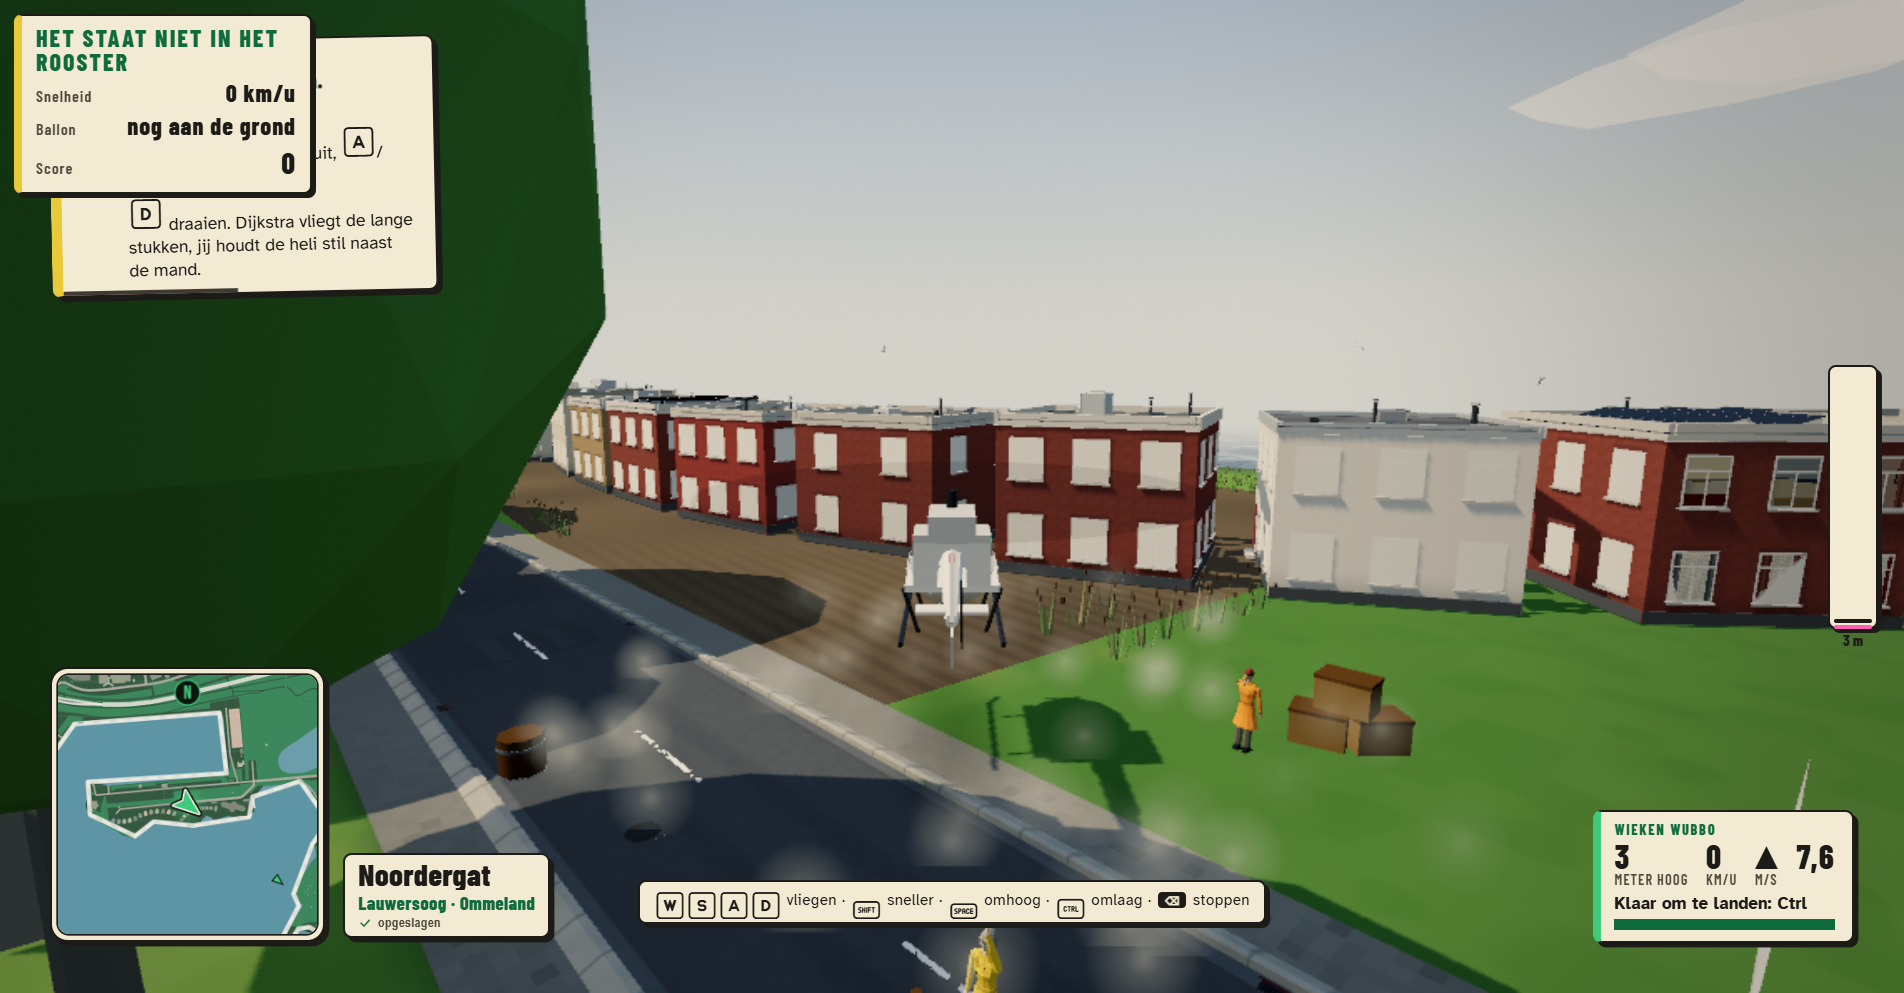 HET STAAT NIET IN HET
ROOSTER
Snelheid 0 km/u
Ballon nog aan de grond
Score 0
uit, A /
D draaien. Dijkstra vliegt de lange
stukken, jij houdt de heli stil naast
de mand.
3 m
N
Noordergat
Lauwersoog · Ommeland
opgeslagen
W S A D vliegen · SHIFT sneller · SPACE omhoog · CTRL omlaag · stoppen
WIEKEN WUBBO
3 0 ▲ 7,6
METER HOOG KM/U M/S
Klaar om te landen: Ctrl